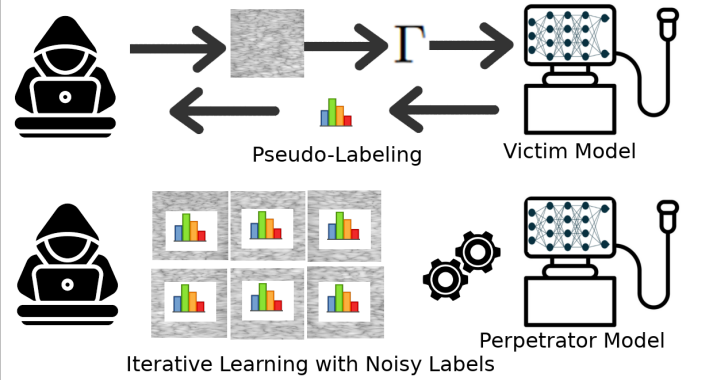 Γ
Pseudo-Labeling
Victim Model
Perpetrator Model
Iterative Learning with Noisy Labels